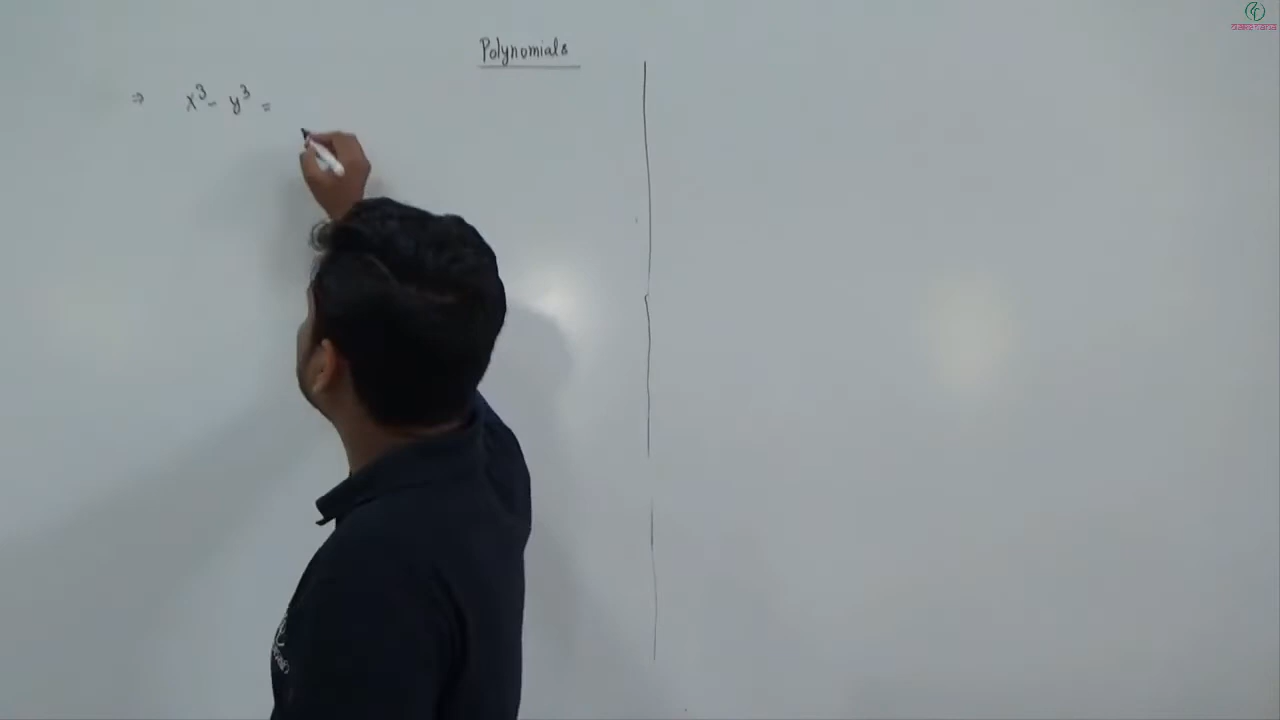 Polynomials
⇒ x³ - y³ =